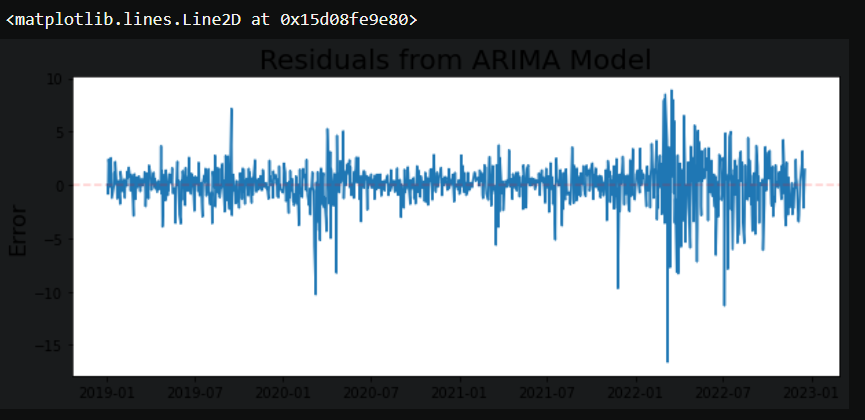 <matplotlib.lines.Line2D at 0x15d08fe9e80>
Residuals from ARIMA Model
10
5
0
−5
−10
−15
Error
2019-01 2019-07 2020-01 2020-07 2021-01 2021-07 2022-01 2022-07 2023-01